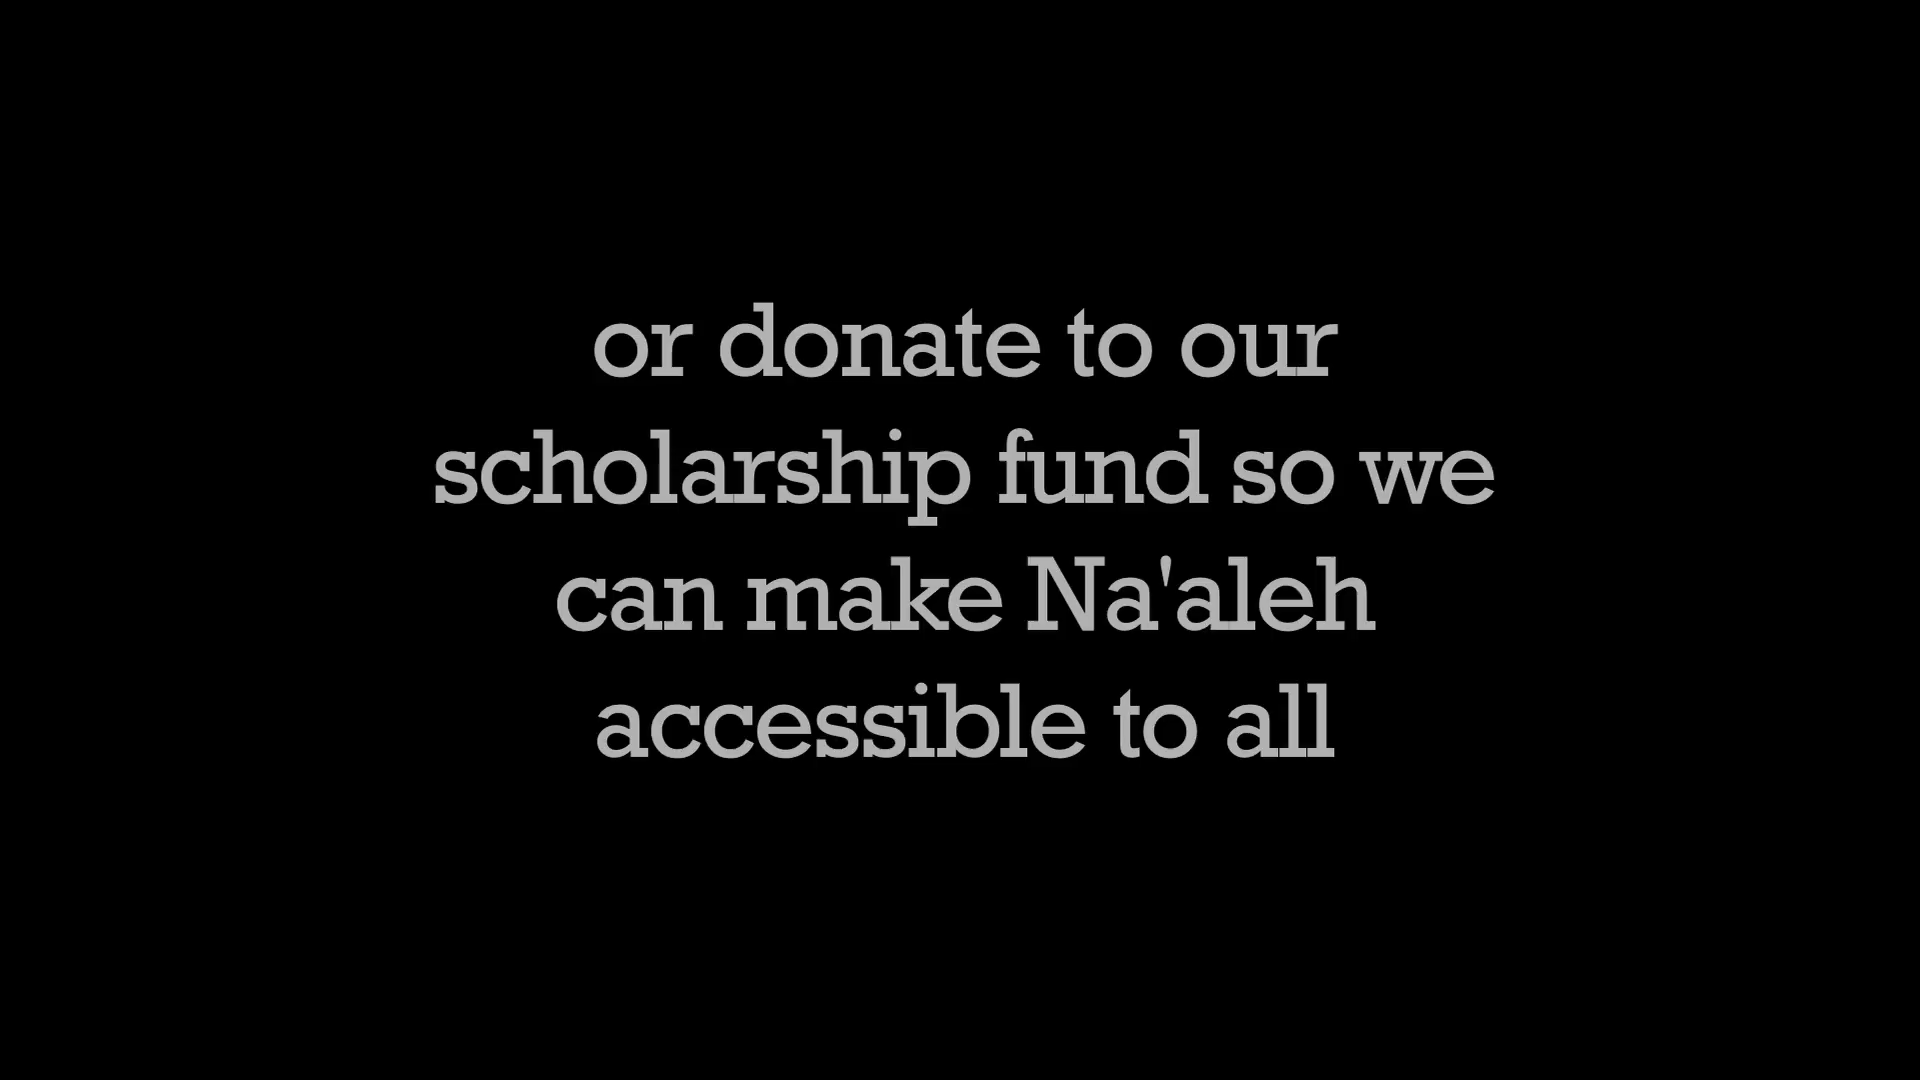 or donate to our
scholarship fund so we
can make Na'aleh
accessible to all